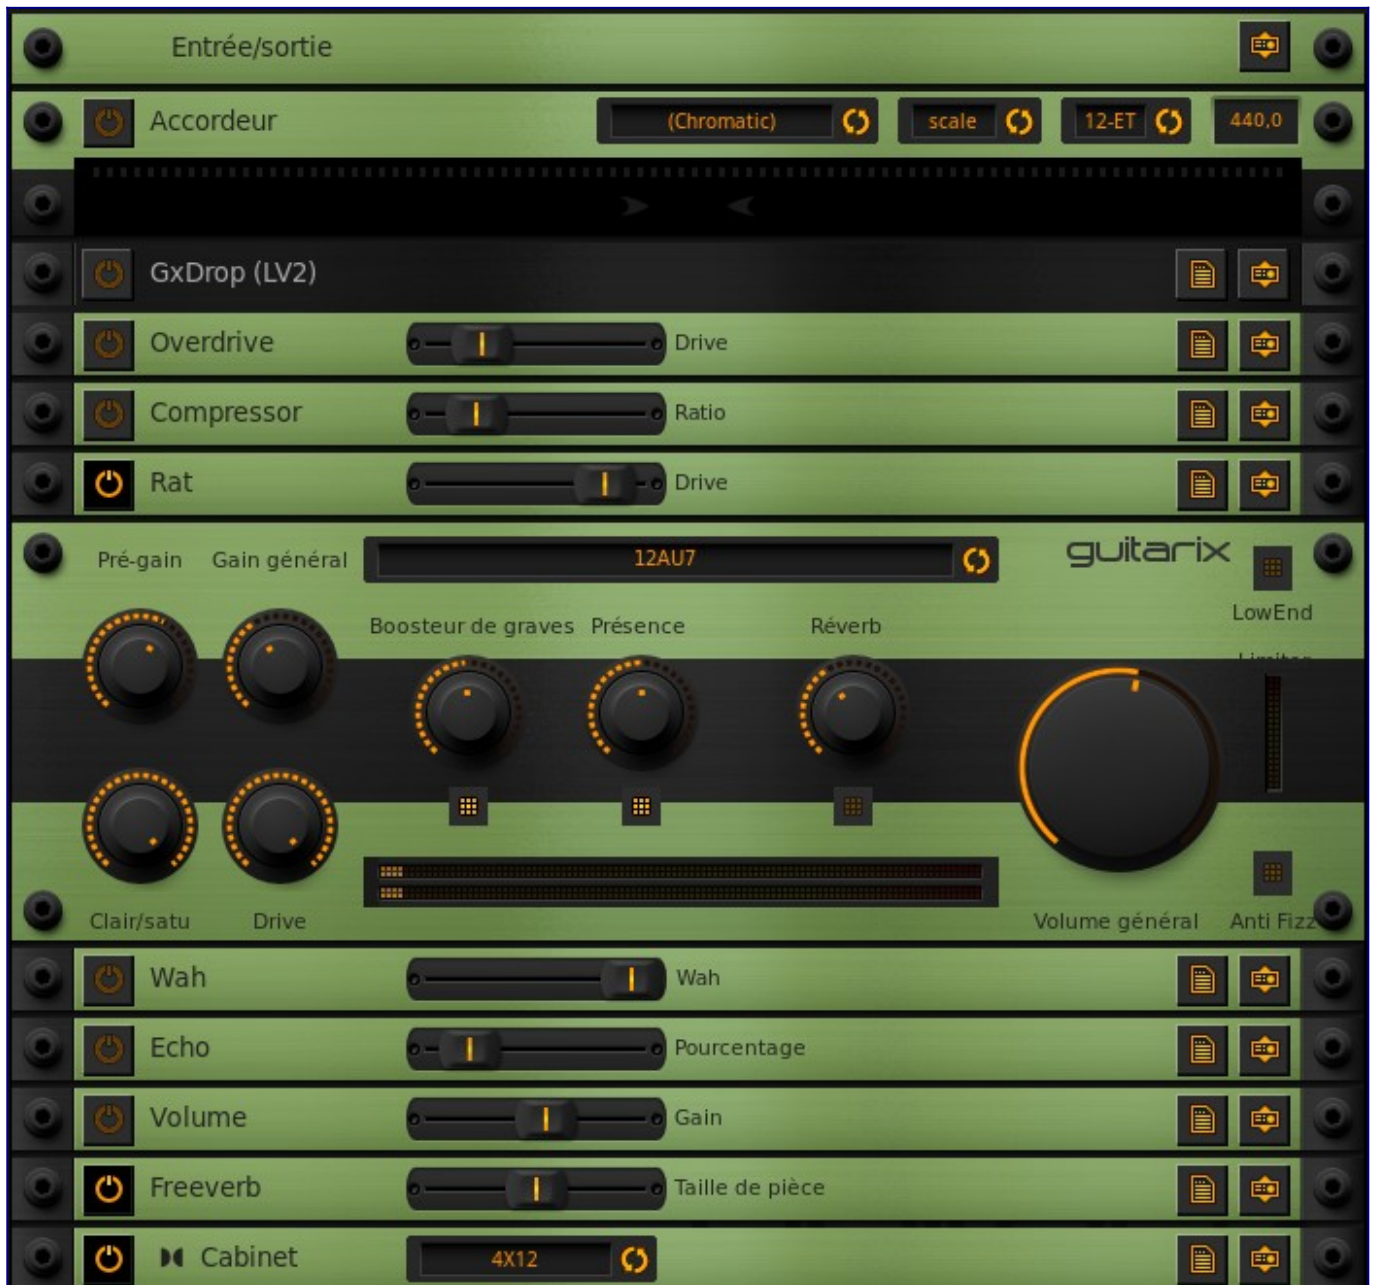 Entrée/sortie
Accordeur (Chromatic) scale 12-ET 440,0
GxDrop (LV2)
Overdrive Drive
Compressor Ratio
Rat Drive
Pré-gain Gain général 12AU7 guitarix
LowEnd
Boosteur de graves Présence Réverb
Limiter
Clair/satu Drive Volume général Anti Fizz
Wah Wah
Echo Pourcentage
Volume Gain
Freeverb Taille de pièce
Cabinet 4X12